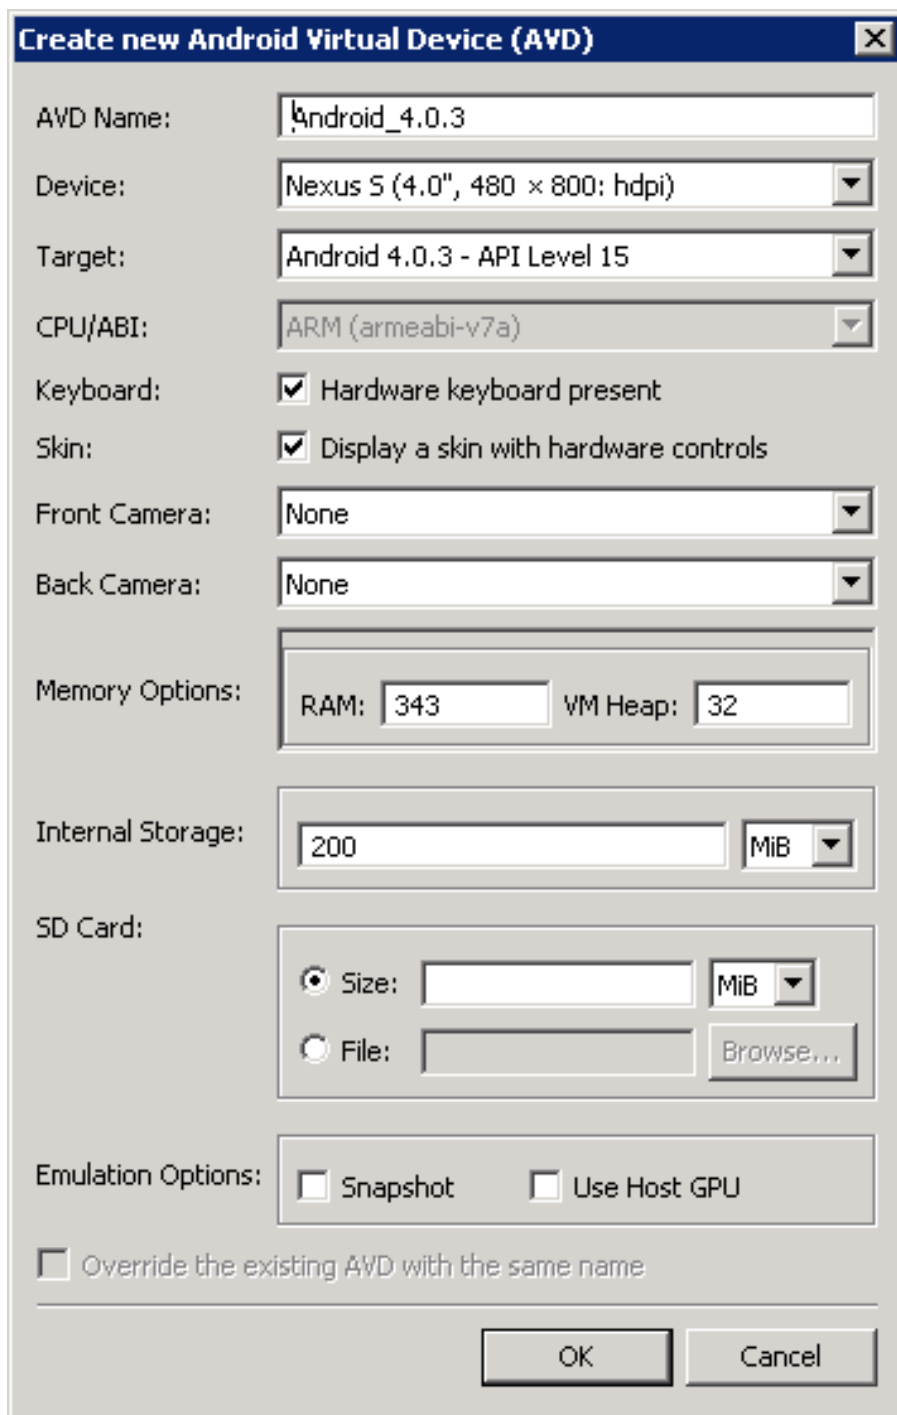 Create new Android Virtual Device (AVD)
AVD Name: Android_4.0.3
Device: Nexus S (4.0", 480 × 800: hdpi)
Target: Android 4.0.3 - API Level 15
CPU/ABI: ARM (armeabi-v7a)
Keyboard: Hardware keyboard present
Skin: Display a skin with hardware controls
Front Camera: None
Back Camera: None
Memory Options: RAM: 343 VM Heap: 32
Internal Storage: 200 MiB
SD Card:
Size: MiB
File: Browse...
Emulation Options: Snapshot Use Host GPU
Override the existing AVD with the same name
OK Cancel